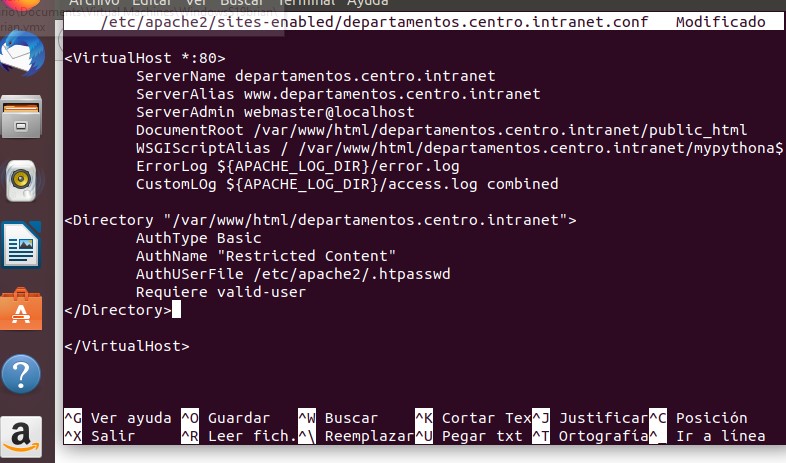 Archivo Editar Ver Buscar Terminal Ayuda
/etc/apache2/sites-enabled/departamentos.centro.intranet.conf Modificado
<VirtualHost *:80>
ServerName departamentos.centro.intranet
ServerAlias www.departamentos.centro.intranet
ServerAdmin webmaster@localhost
DocumentRoot /var/www/html/departamentos.centro.intranet/public_html
WSGIScriptAlias / /var/www/html/departamentos.centro.intranet/mypythona$
ErrorLog ${APACHE_LOG_DIR}/error.log
CustomLOg ${APACHE_LOG_DIR}/access.log combined
<Directory "/var/www/html/departamentos.centro.intranet">
AuthType Basic
AuthName "Restricted Content"
AuthUSerFile /etc/apache2/.htpasswd
Requiere valid-user
</Directory>
</VirtualHost>
^G Ver ayuda ^O Guardar ^W Buscar ^K Cortar Tex^J Justificar^C Posición
^X Salir ^R Leer fich.^\ Reemplazar^U Pegar txt ^T Ortografía^_ Ir a línea